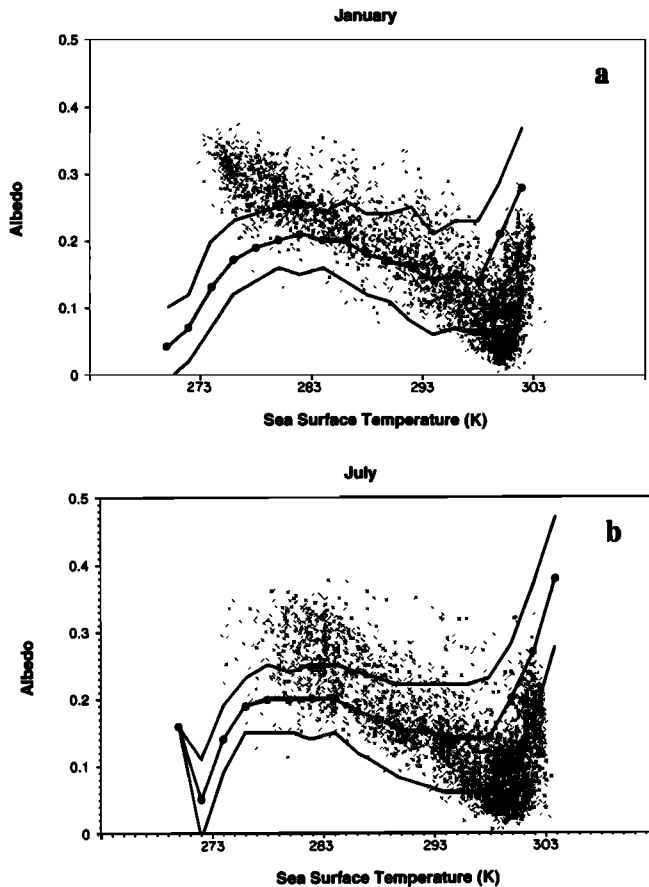 January
0.5
a
0.4
0.3
Albedo
0.2
0.1
0
273 283 293 303
Sea Surface Temperature (K)
July
0.5
b
0.4
0.3
Albedo
0.2
0.1
0
273 283 293 303
Sea Surface Temperature (K)